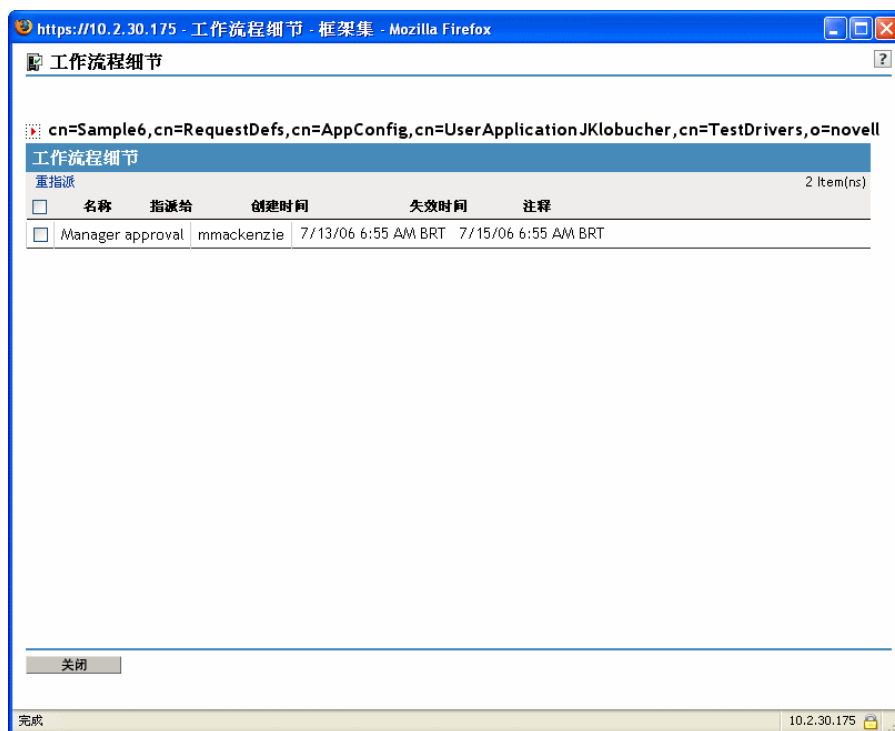 https://10.2.30.175 - 工作流程细节 - 框架集 - Mozilla Firefox
工作流程细节 ?
cn=Sample6,cn=RequestDefs,cn=AppConfig,cn=UserApplicationJKlobucher,cn=TestDrivers,o=novell
工作流程细节
重指派 2 Item(ns)
名称 指派给 创建时间 失效时间 注释
Manager approval mmackenzie 7/13/06 6:55 AM BRT 7/15/06 6:55 AM BRT
关闭
完成 10.2.30.175